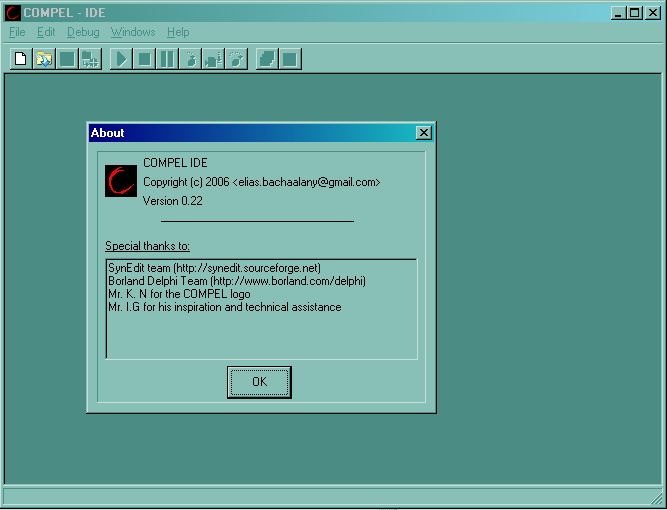 COMPEL - IDE
File Edit Debug Windows Help
About
COMPEL IDE
Copyright (c) 2006 <elias.bachaalany@gmail.com>
Version 0.22
Special thanks to:
SynEdit team (http://synedit.sourceforge.net)
Borland Delphi Team (http://www.borland.com/delphi)
Mr. K. N for the COMPEL logo
Mr. I.G for his inspiration and technical assistance
OK